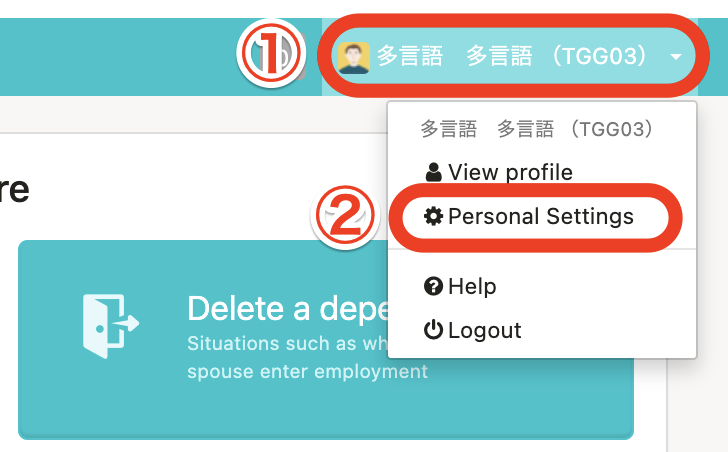 ① 多言語　多言語 （TGG03）
多言語　多言語 （TGG03）
View profile
② Personal Settings
Help
Logout
re
Delete a depe
Situations such as wh
spouse enter employment